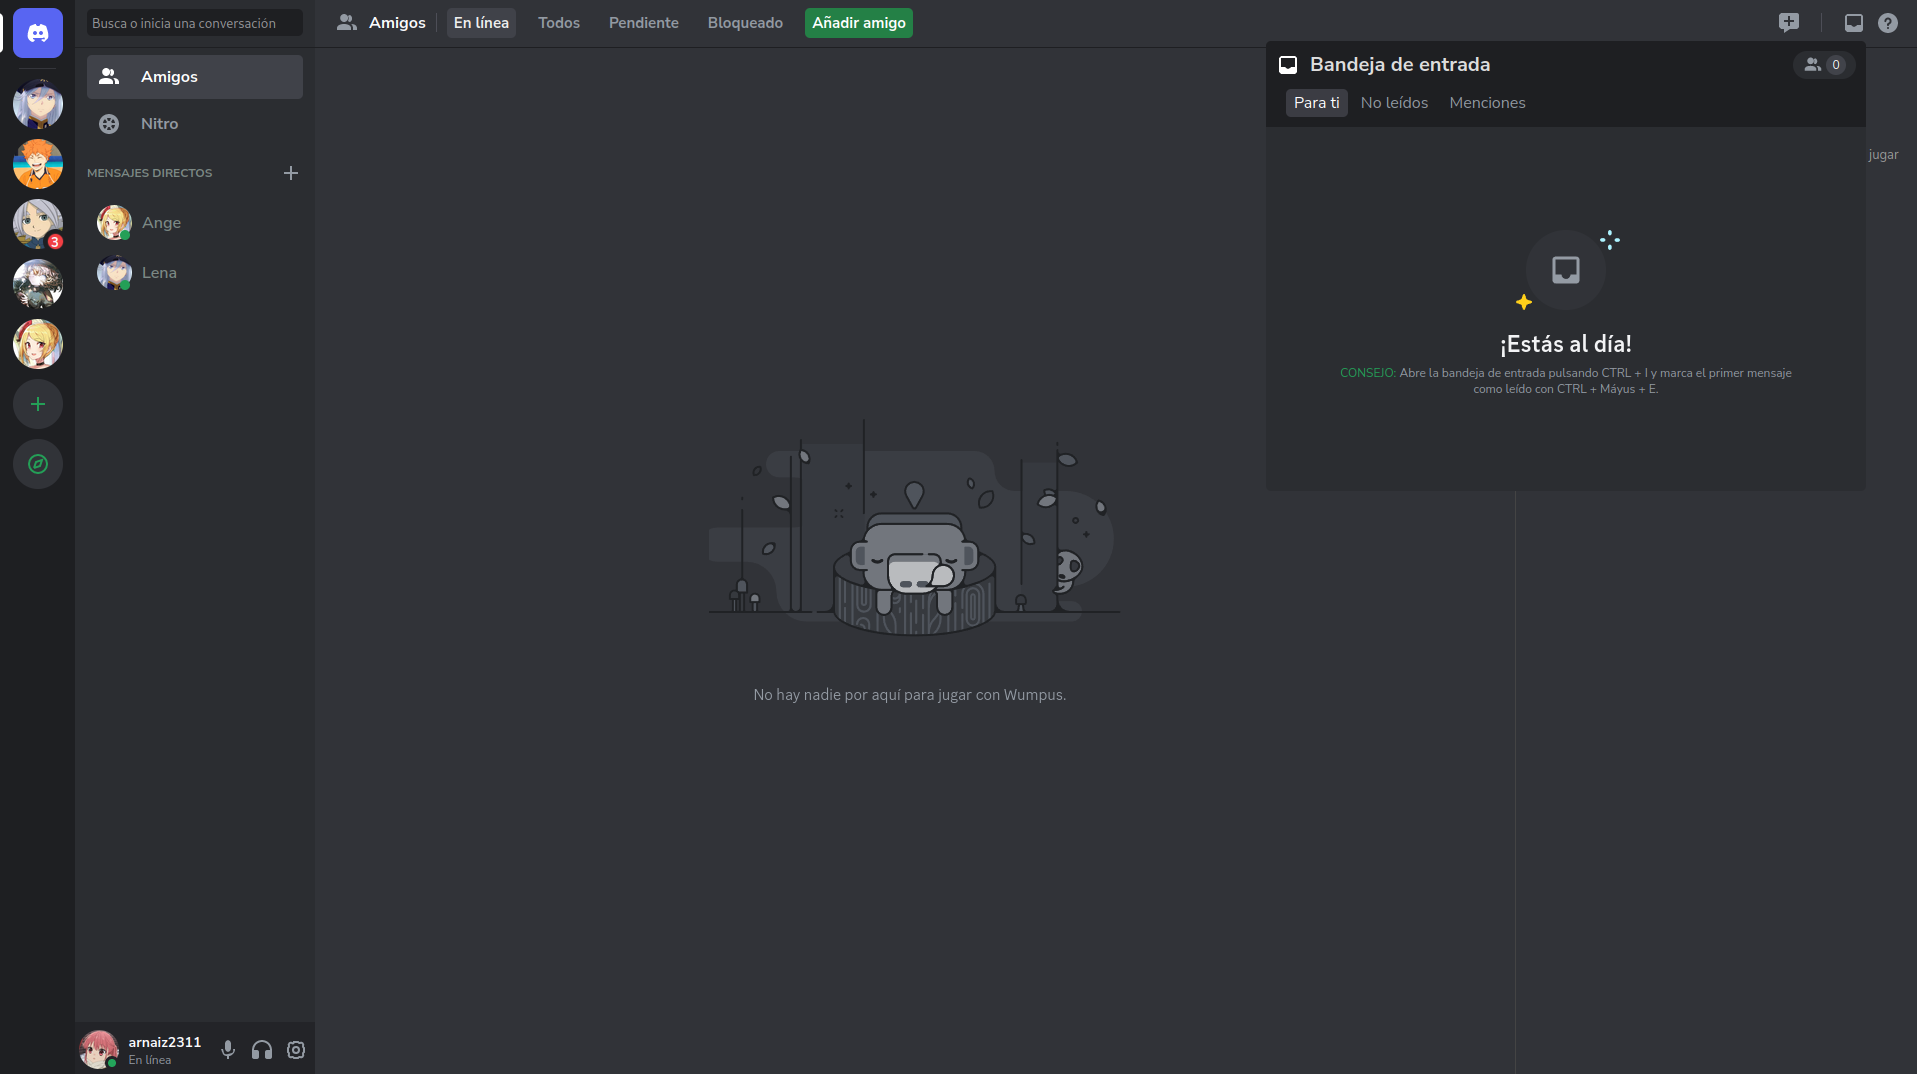 Busca o inicia una conversación
Amigos
Nitro
MENSAJES DIRECTOS
Ange
Lena
3
arnaiz2311
En línea
Amigos
En línea
Todos
Pendiente
Bloqueado
Añadir amigo
No hay nadie por aquí para jugar con Wumpus.
Bandeja de entrada
0
Para ti
No leídos
Menciones
jugar
¡Estás al día!
CONSEJO: Abre la bandeja de entrada pulsando CTRL + I y marca el primer mensaje
como leído con CTRL + Máyus + E.